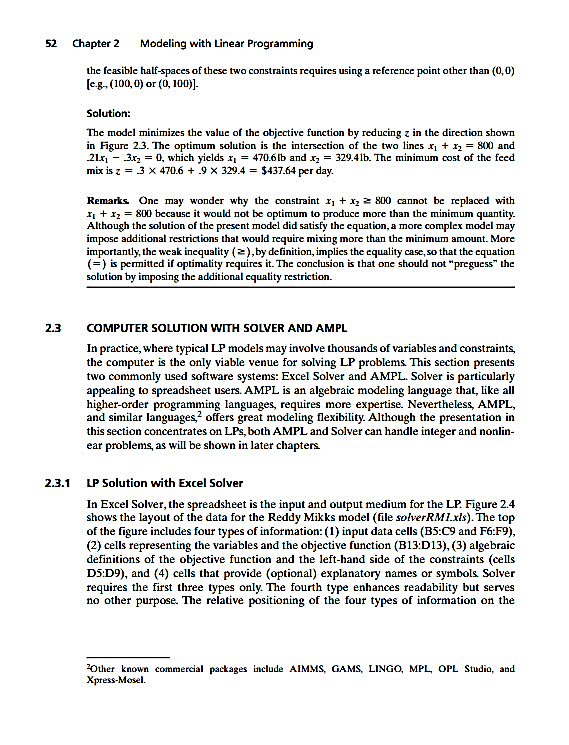 52 Chapter 2 Modeling with Linear Programming
the feasible half-spaces of these two constraints requires using a reference point other than (0, 0)
[e.g., (100, 0) or (0, 100)].
Solution:
The model minimizes the value of the objective function by reducing z in the direction shown
in Figure 2.3. The optimum solution is the intersection of the two lines x₁ + x₂ = 800 and
.21x₁ − .3x₂ = 0, which yields x₁ = 470.6lb and x₂ = 329.4lb. The minimum cost of the feed
mix is z = .3 × 470.6 + .9 × 329.4 = $437.64 per day.
Remarks. One may wonder why the constraint x₁ + x₂ ≥ 800 cannot be replaced with
x₁ + x₂ = 800 because it would not be optimum to produce more than the minimum quantity.
Although the solution of the present model did satisfy the equation, a more complex model may
impose additional restrictions that would require mixing more than the minimum amount. More
importantly, the weak inequality (≥), by definition, implies the equality case, so that the equation
(=) is permitted if optimality requires it. The conclusion is that one should not “preguess” the
solution by imposing the additional equality restriction.
2.3 COMPUTER SOLUTION WITH SOLVER AND AMPL
In practice, where typical LP models may involve thousands of variables and constraints,
the computer is the only viable venue for solving LP problems. This section presents
two commonly used software systems: Excel Solver and AMPL. Solver is particularly
appealing to spreadsheet users. AMPL is an algebraic modeling language that, like all
higher-order programming languages, requires more expertise. Nevertheless, AMPL,
and similar languages,² offers great modeling flexibility. Although the presentation in
this section concentrates on LPs, both AMPL and Solver can handle integer and nonlin-
ear problems, as will be shown in later chapters.
2.3.1 LP Solution with Excel Solver
In Excel Solver, the spreadsheet is the input and output medium for the LP. Figure 2.4
shows the layout of the data for the Reddy Mikks model (file solverRM1.xls). The top
of the figure includes four types of information: (1) input data cells (B5:C9 and F6:F9),
(2) cells representing the variables and the objective function (B13:D13), (3) algebraic
definitions of the objective function and the left-hand side of the constraints (cells
D5:D9), and (4) cells that provide (optional) explanatory names or symbols. Solver
requires the first three types only. The fourth type enhances readability but serves
no other purpose. The relative positioning of the four types of information on the
²Other known commercial packages include AIMMS, GAMS, LINGO, MPL, OPL Studio, and
Xpress-Mosel.